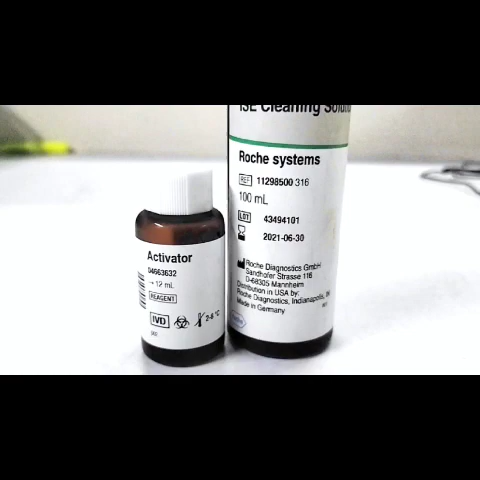 Activator
04663632
→ 12 mL
REAGENT
IVD
2-8 °C
ISE Cleaning Solution
Roche systems
REF 11298500 316
100 mL
LOT 43494101
2021-06-30
Roche Diagnostics GmbH
Sandhofer Strasse 116
D-68305 Mannheim
Distribution in USA by:
Roche Diagnostics, Indianapolis, IN
Made in Germany